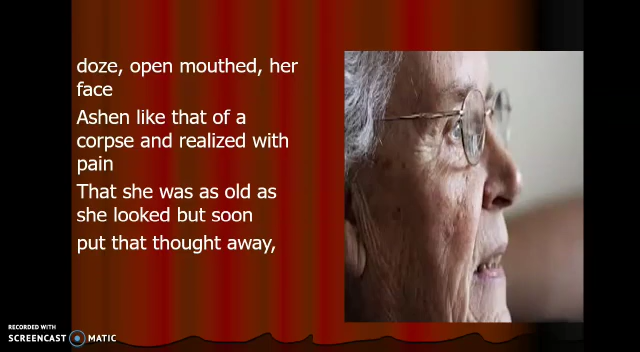 doze, open mouthed, her
face
Ashen like that of a
corpse and realized with
pain
That she was as old as
she looked but soon
put that thought away,
RECORDED WITH
SCREENCAST MATIC